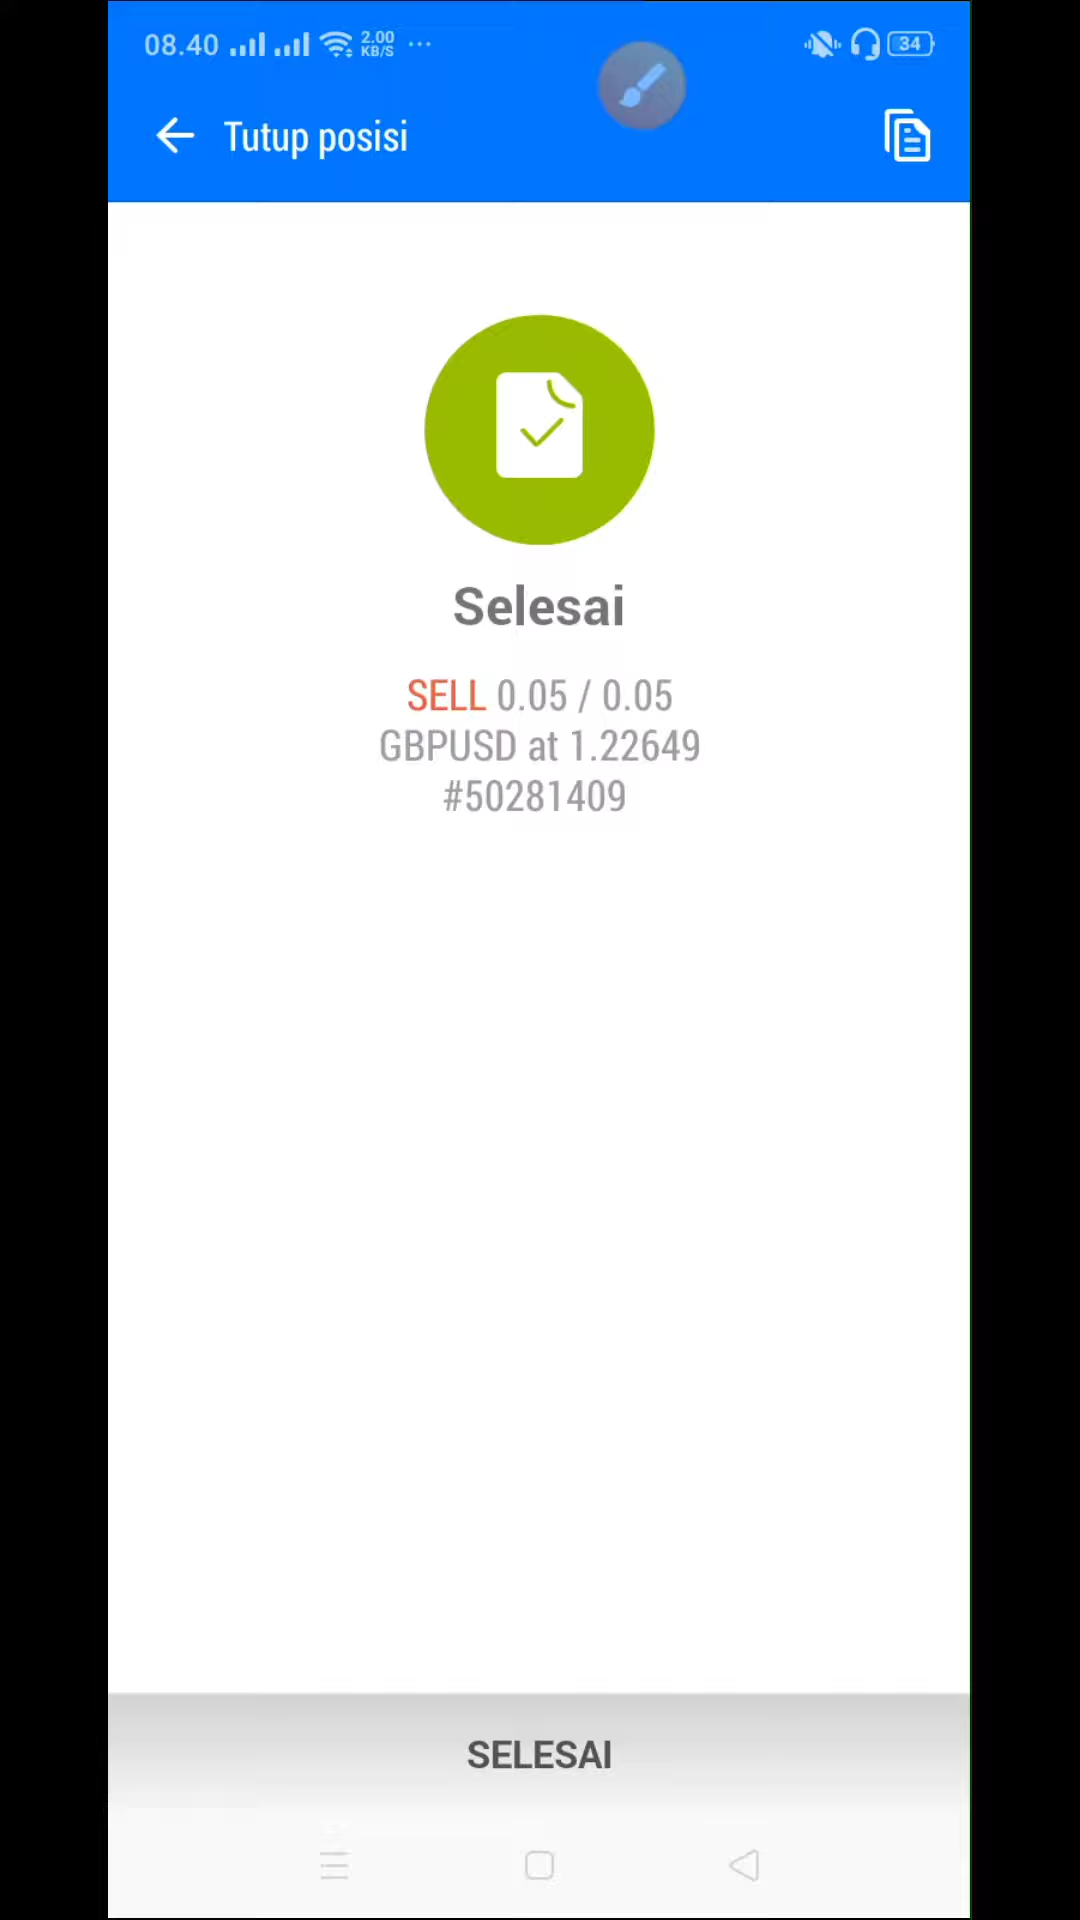 08.40 2.00 KB/S ... 34
Tutup posisi
Selesai
SELL 0.05 / 0.05
GBPUSD at 1.22649
#50281409
SELESAI